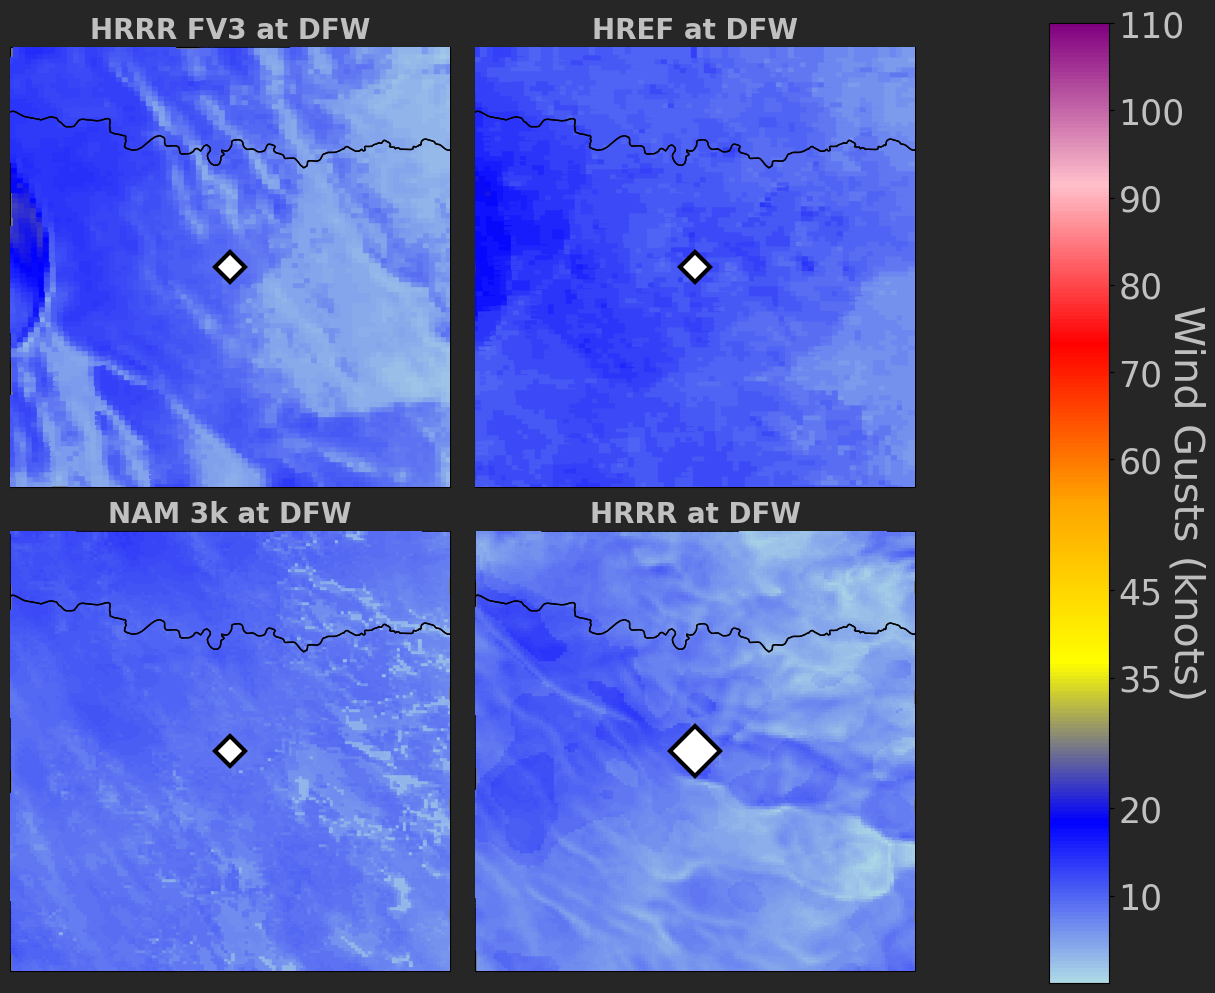 HRRR FV3 at DFW
HREF at DFW
NAM 3k at DFW
HRRR at DFW
110
100
90
80
70
60
45
35
20
10
Wind Gusts (knots)